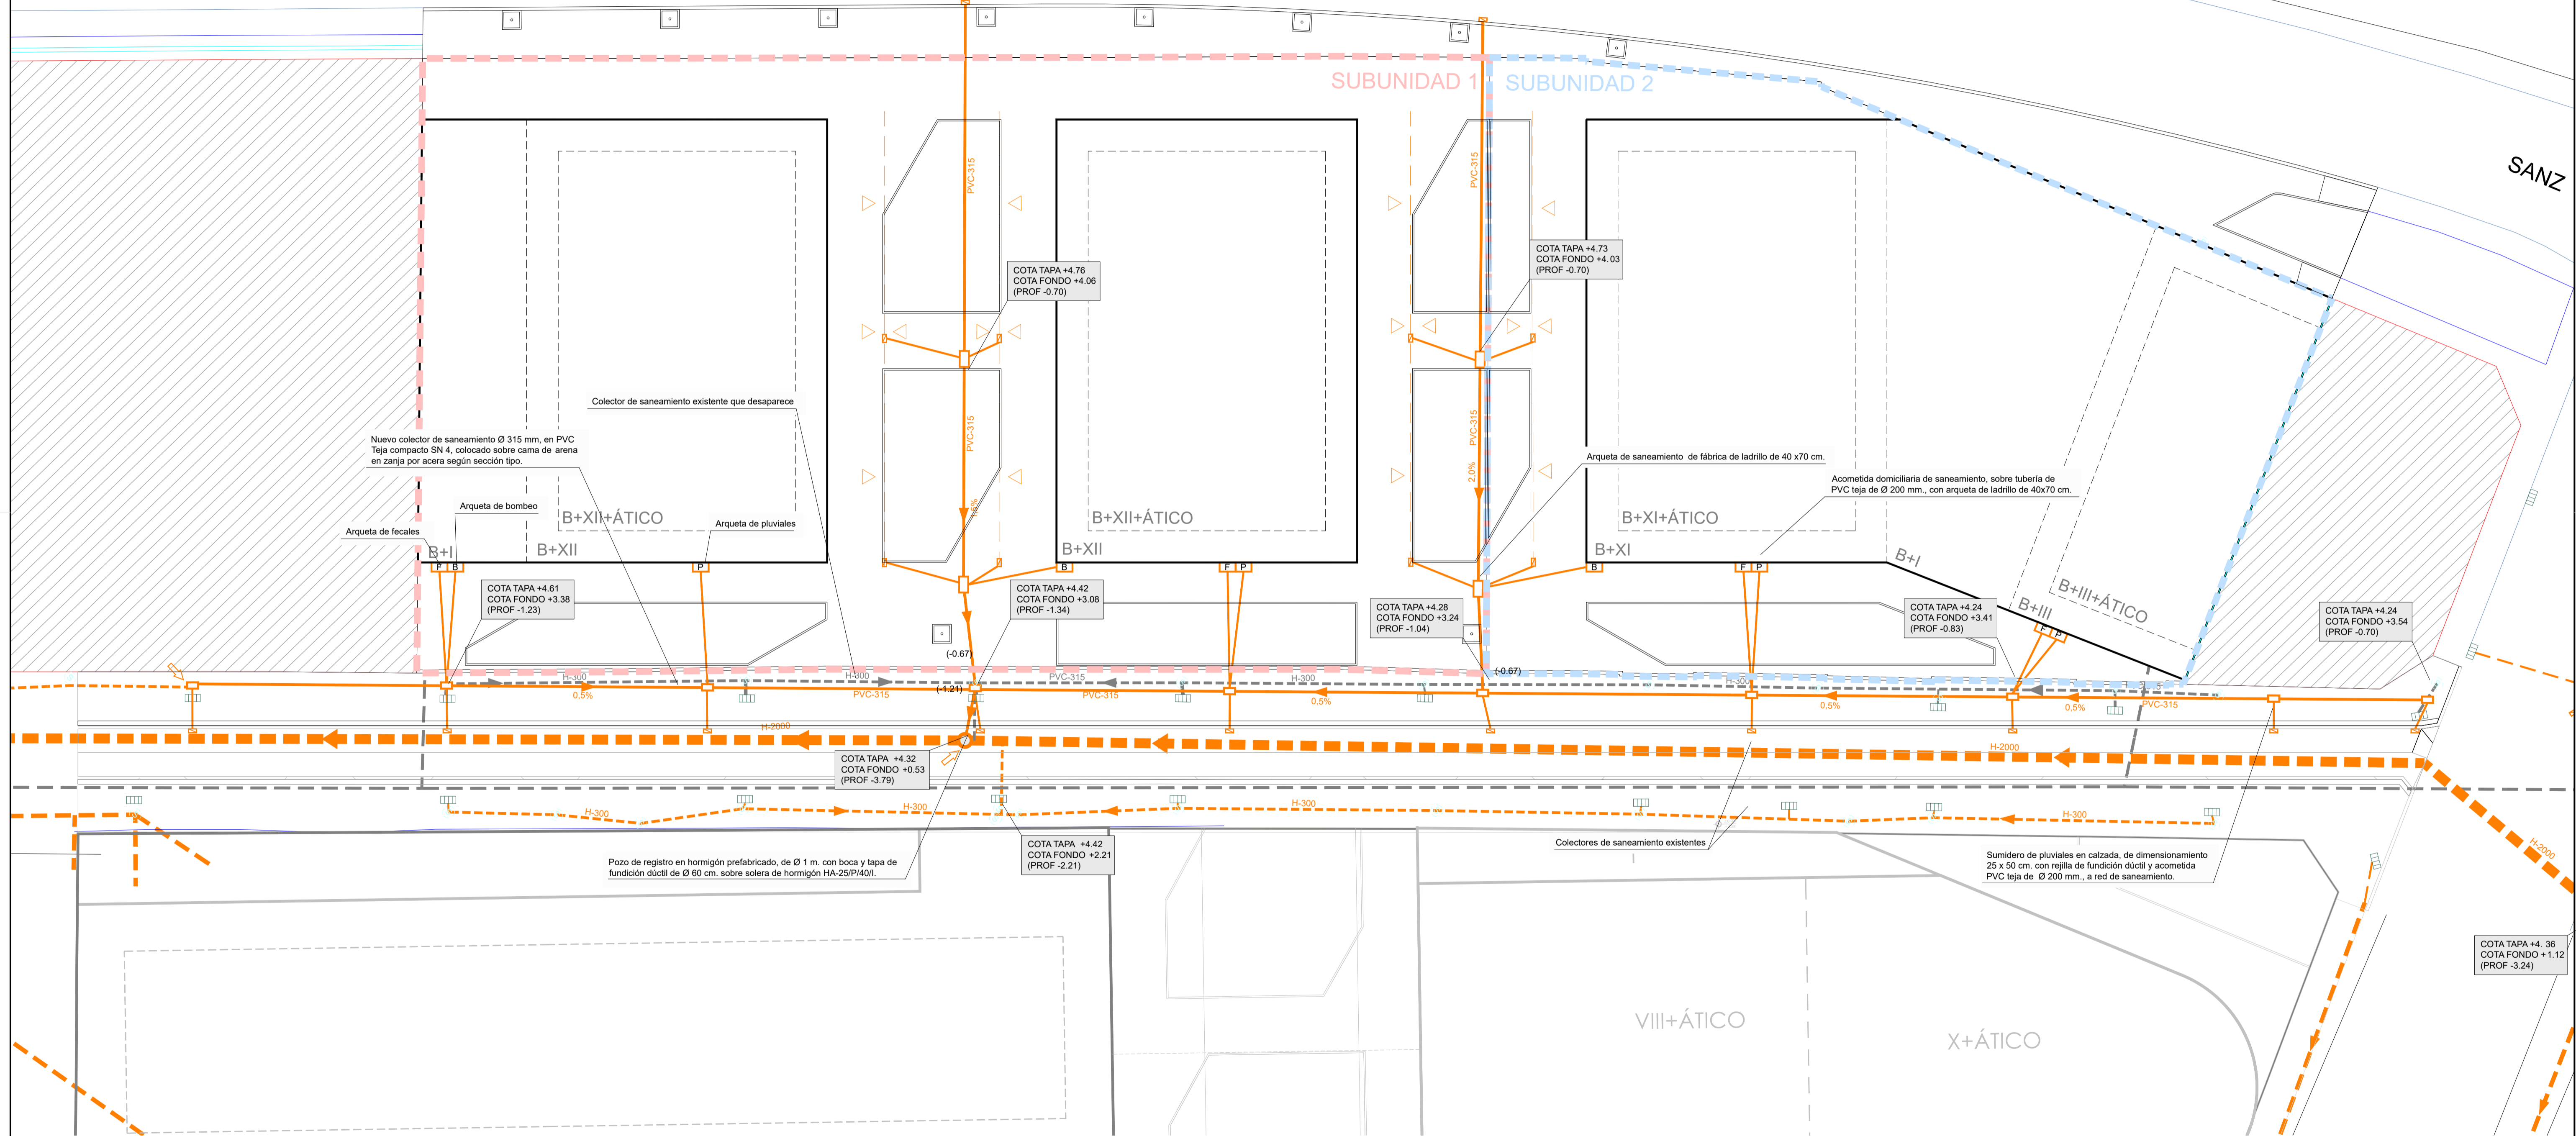 SUBUNIDAD 1
SUBUNIDAD 2
SANZ
PVC-315
PVC-315
COTA TAPA +4.76
COTA FONDO +4.06
(PROF -0.70)
COTA TAPA +4.73
COTA FONDO +4.03
(PROF -0.70)
Colector de saneamiento existente que desaparece
Nuevo colector de saneamiento Ø 315 mm, en PVC
Teja compacto SN 4, colocado sobre cama de arena
en zanja por acera según sección tipo.
PVC-315
PVC-315
2.0%
1.5%
Arqueta de saneamiento de fábrica de ladrillo de 40 x70 cm.
Acometida domiciliaria de saneamiento, sobre tubería de
PVC teja de Ø 200 mm., con arqueta de ladrillo de 40x70 cm.
Arqueta de bombeo
Arqueta de fecales
Arqueta de pluviales
B+XII+ÁTICO
B+XII+ÁTICO
B+XI+ÁTICO
B+I
B+XII
B+XII
B+XI
B+I
B+III+ÁTICO
B+III
F B
P
B
F P
B
F P
F P
COTA TAPA +4.61
COTA FONDO +3.38
(PROF -1.23)
COTA TAPA +4.42
COTA FONDO +3.08
(PROF -1.34)
COTA TAPA +4.28
COTA FONDO +3.24
(PROF -1.04)
COTA TAPA +4.24
COTA FONDO +3.41
(PROF -0.83)
COTA TAPA +4.24
COTA FONDO +3.54
(PROF -0.70)
(-0.67)
(-0.67)
H-300
H-300
PVC-315
H-300
H-300
(-1.21)
0,5%
PVC-315
PVC-315
0,5%
0,5%
0,5%
PVC-315
H-2000
H-2000
COTA TAPA +4.32
COTA FONDO +0.53
(PROF -3.79)
H-300
H-300
H-300
H-300
COTA TAPA +4.42
COTA FONDO +2.21
(PROF -2.21)
Colectores de saneamiento existentes
Pozo de registro en hormigón prefabricado, de Ø 1 m. con boca y tapa de
fundición dúctil de Ø 60 cm. sobre solera de hormigón HA-25/P/40/I.
Sumidero de pluviales en calzada, de dimensionamiento
25 x 50 cm. con rejilla de fundición dúctil y acometida
PVC teja de Ø 200 mm., a red de saneamiento.
H-2000
COTA TAPA +4. 36
COTA FONDO +1.12
(PROF -3.24)
VIII+ÁTICO
X+ÁTICO